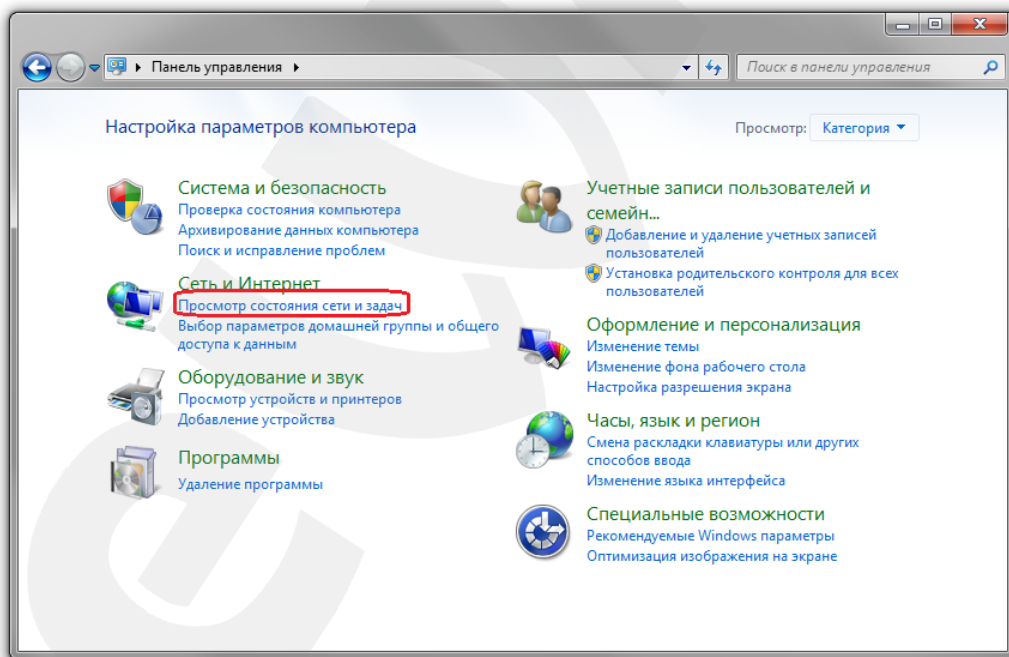 Панель управления
Поиск в панели управления
Настройка параметров компьютера
Просмотр: Категория
Система и безопасность
Проверка состояния компьютера
Архивирование данных компьютера
Поиск и исправление проблем
Сеть и Интернет
Просмотр состояния сети и задач
Выбор параметров домашней группы и общего
доступа к данным
Оборудование и звук
Просмотр устройств и принтеров
Добавление устройства
Программы
Удаление программы
Учетные записи пользователей и
семейн...
Добавление и удаление учетных записей
пользователей
Установка родительского контроля для всех
пользователей
Оформление и персонализация
Изменение темы
Изменение фона рабочего стола
Настройка разрешения экрана
Часы, язык и регион
Смена раскладки клавиатуры или других
способов ввода
Изменение языка интерфейса
Специальные возможности
Рекомендуемые Windows параметры
Оптимизация изображения на экране